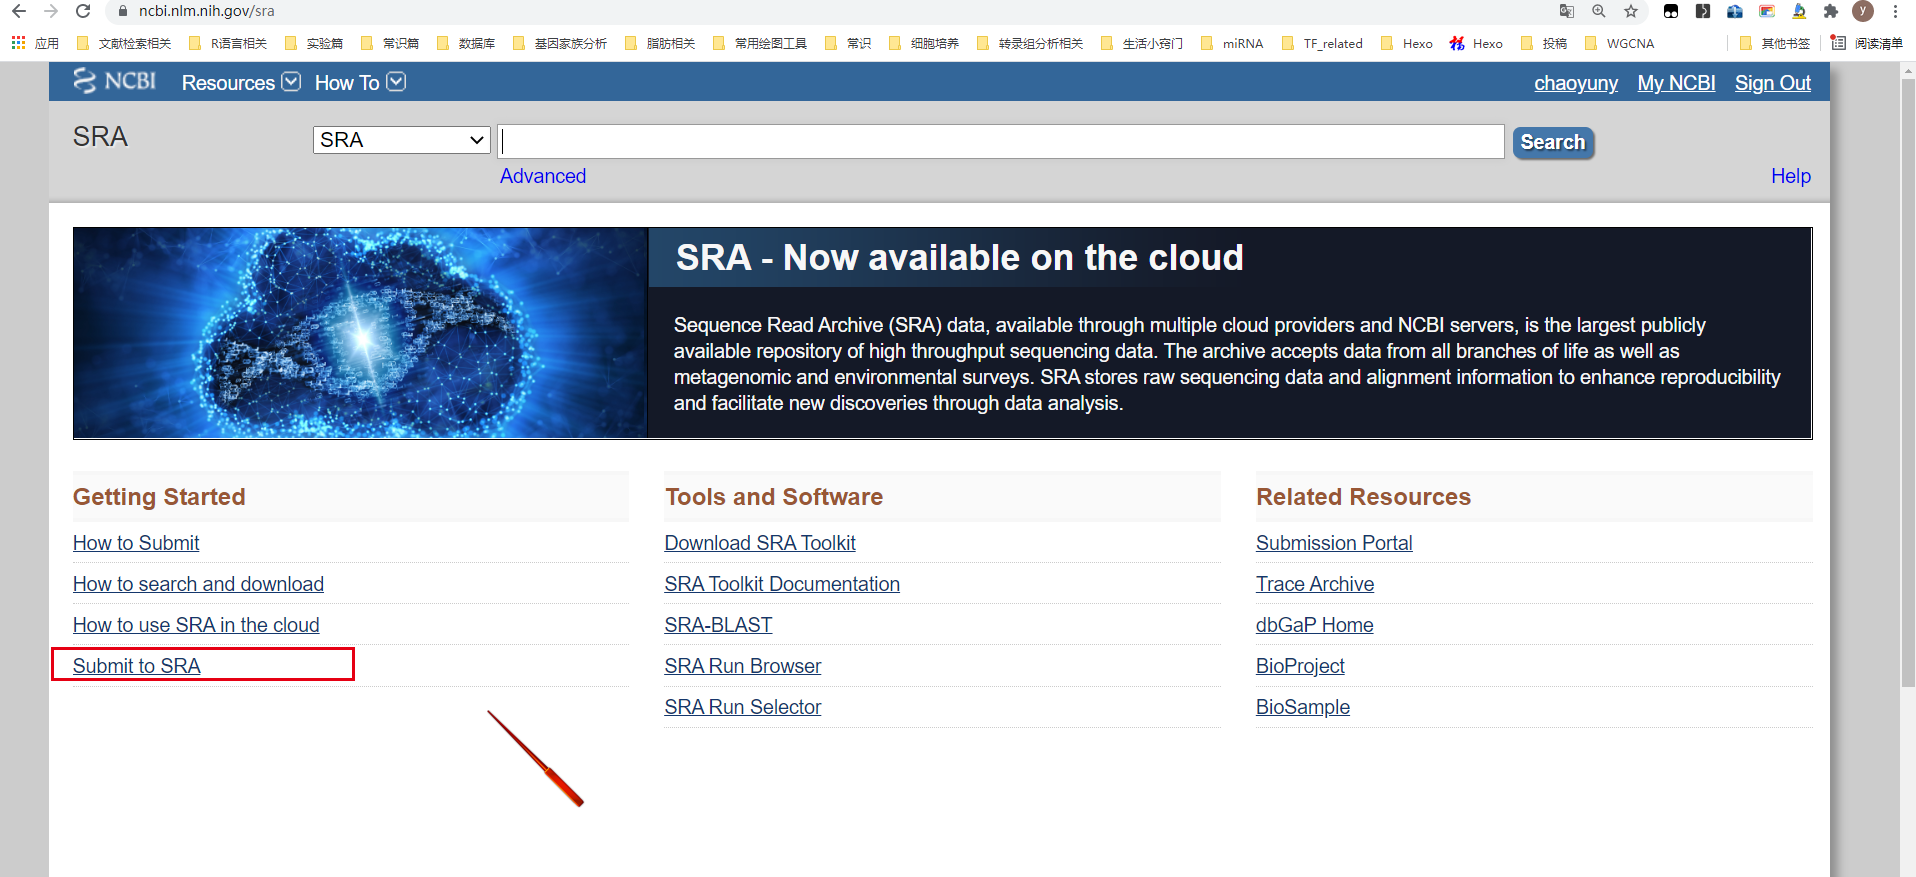 ncbi.nlm.nih.gov/sra
应用 文献检索相关 R语言相关 实验篇 常识篇 数据库 基因家族分析 脂肪相关 常用绘图工具 常识 细胞培养 转录组分析相关 生活小窍门 miRNA TF_related Hexo Hexo 投稿 WGCNA 其他书签 阅读清单
NCBI Resources How To chaoyuny My NCBI Sign Out
SRA SRA Search
Advanced Help
SRA - Now available on the cloud
Sequence Read Archive (SRA) data, available through multiple cloud providers and NCBI servers, is the largest publicly
available repository of high throughput sequencing data. The archive accepts data from all branches of life as well as
metagenomic and environmental surveys. SRA stores raw sequencing data and alignment information to enhance reproducibility
and facilitate new discoveries through data analysis.
Getting Started
How to Submit
How to search and download
How to use SRA in the cloud
Submit to SRA
Tools and Software
Download SRA Toolkit
SRA Toolkit Documentation
SRA-BLAST
SRA Run Browser
SRA Run Selector
Related Resources
Submission Portal
Trace Archive
dbGaP Home
BioProject
BioSample